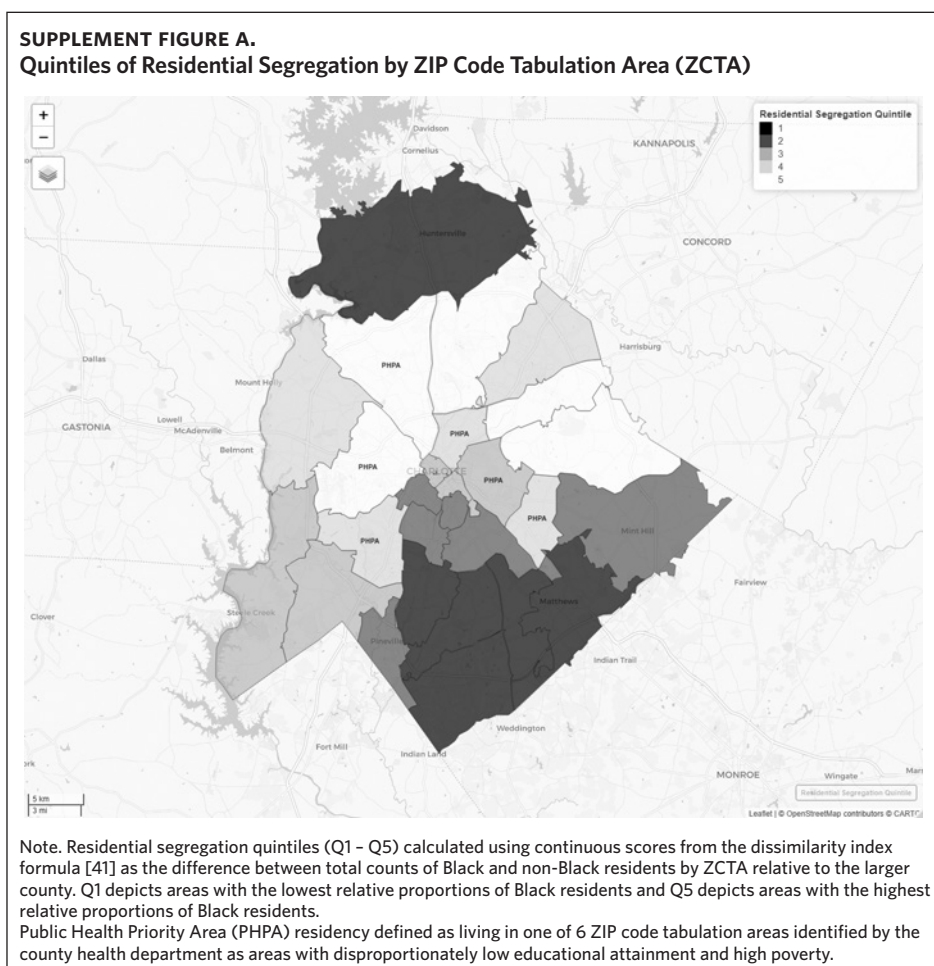 SUPPLEMENT FIGURE A.
Quintiles of Residential Segregation by ZIP Code Tabulation Area (ZCTA)
+
−
Residential Segregation Quintile
1
2
3
4
5
Davidson
Cornelius
KANNAPOLIS
Huntersville
CONCORD
Harrisburg
Dallas
PHPA
Mount Holly
Lowell
GASTONIA
McAdenville
Belmont
PHPA
PHPA
CHARLOTTE
PHPA
PHPA
PHPA
Mint Hill
Fairview
Clover
Steele Creek
Matthews
Pineville
Indian Trail
Weddington
Fort Mill
Indian Land
MONROE
Wingate
Residential Segregation Quintile
5 km
3 mi
Leaflet | © OpenStreetMap contributors © CARTO
Note. Residential segregation quintiles (Q1 – Q5) calculated using continuous scores from the dissimilarity index
formula [41] as the difference between total counts of Black and non-Black residents by ZCTA relative to the larger
county. Q1 depicts areas with the lowest relative proportions of Black residents and Q5 depicts areas with the highest
relative proportions of Black residents.
Public Health Priority Area (PHPA) residency defined as living in one of 6 ZIP code tabulation areas identified by the
county health department as areas with disproportionately low educational attainment and high poverty.